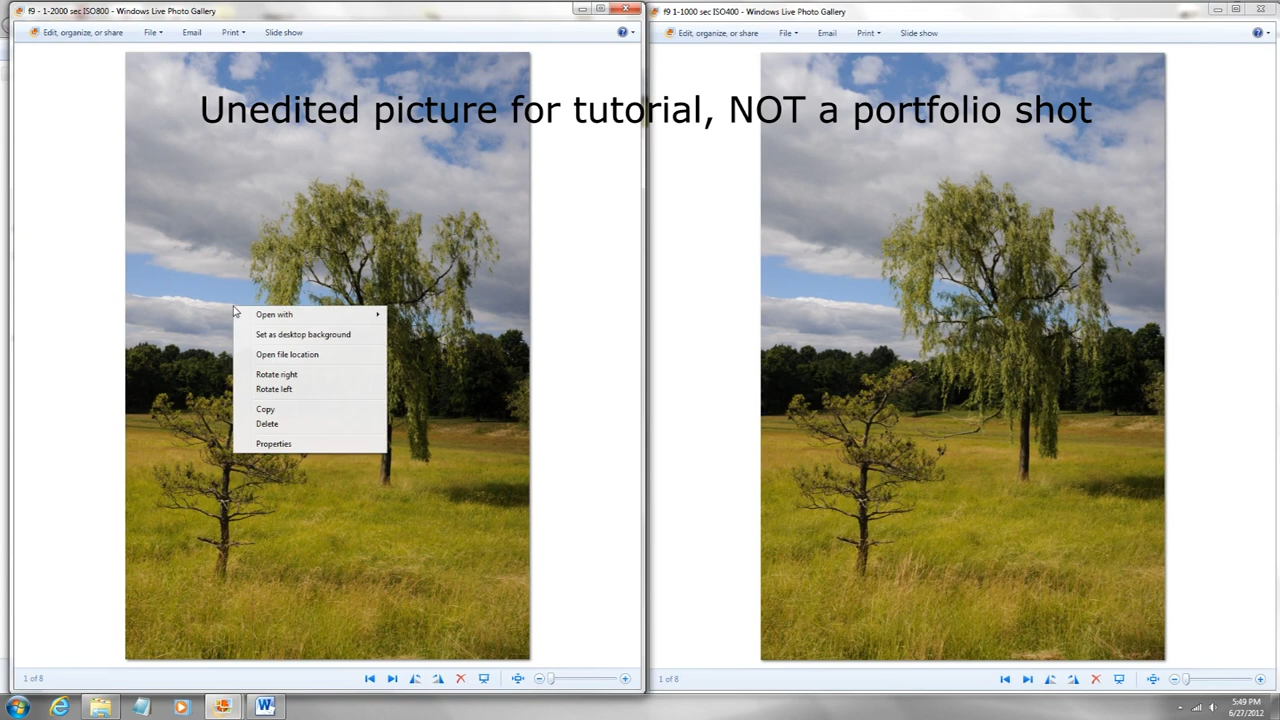 f9 - 1-2000 sec ISO800 - Windows Live Photo Gallery
Edit, organize, or share File Email Print Slide show
f9 1-1000 sec ISO400 - Windows Live Photo Gallery
Edit, organize, or share File Email Print Slide show
Unedited picture for tutorial, NOT a portfolio shot
Open with
Set as desktop background
Open file location
Rotate right
Rotate left
Copy
Delete
Properties
1 of 8
1 of 8
5:49 PM
6/27/2012